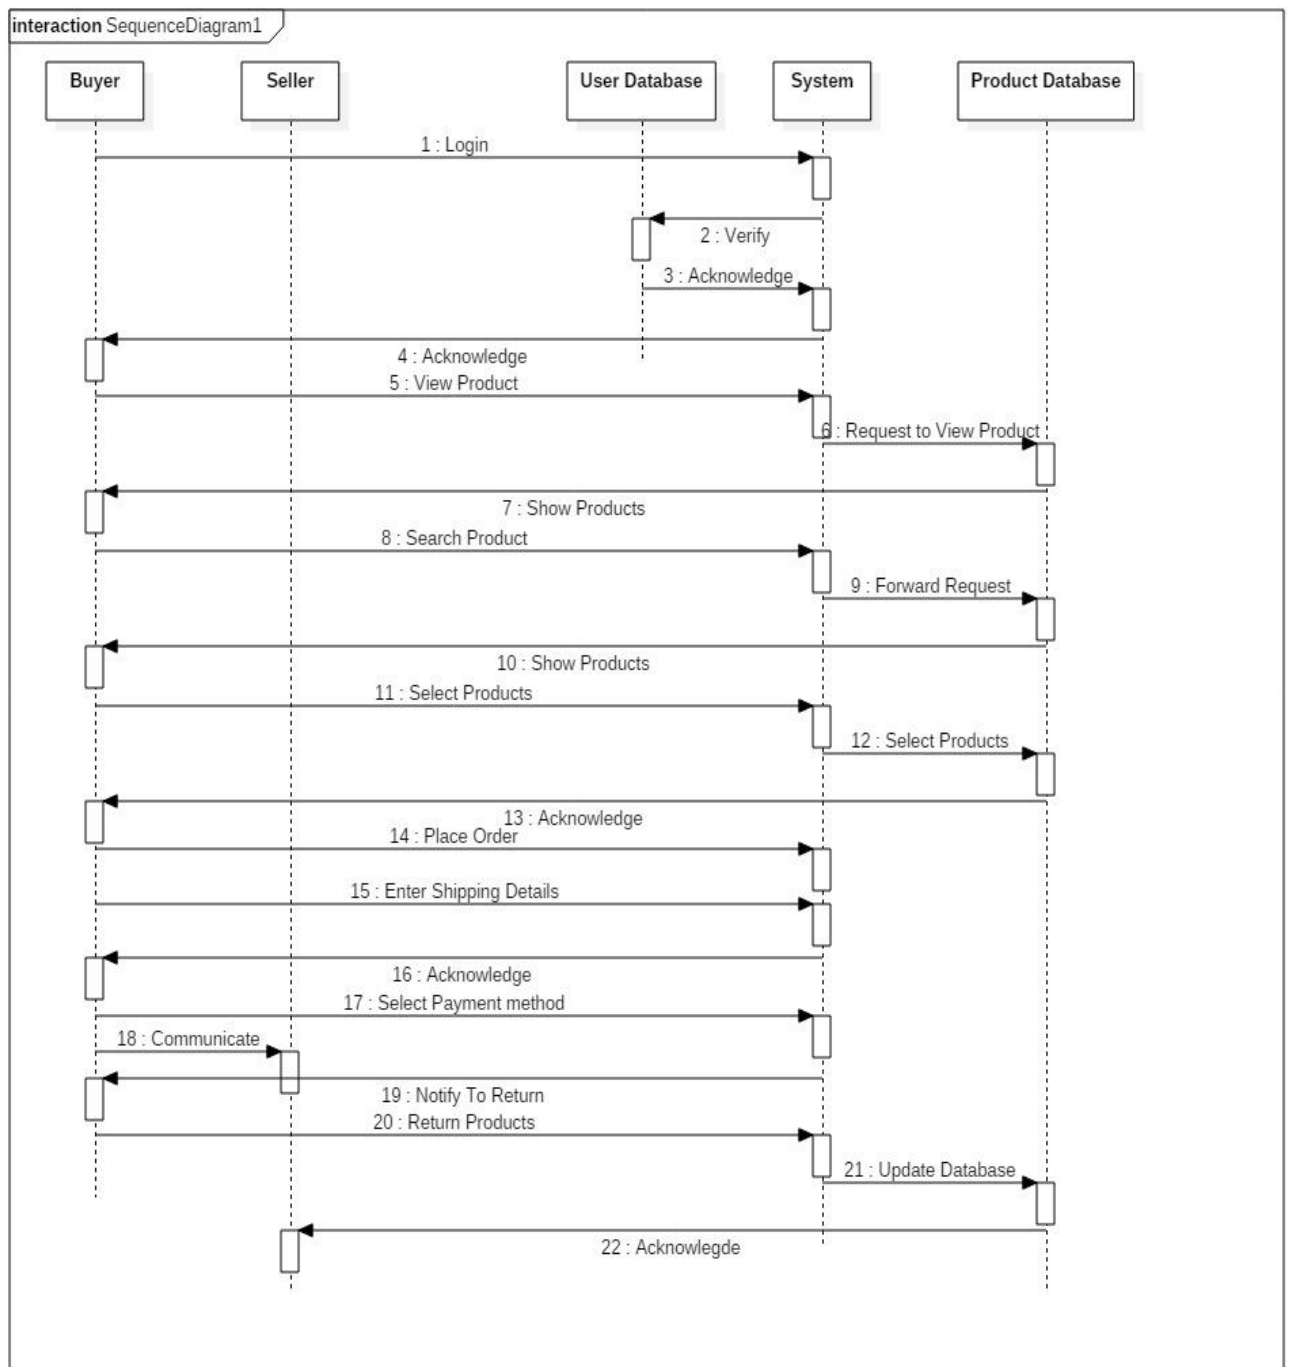 interaction SequenceDiagram1
Buyer
Seller
User Database
System
Product Database
1 : Login
2 : Verify
3 : Acknowledge
4 : Acknowledge
5 : View Product
6 : Request to View Product
7 : Show Products
8 : Search Product
9 : Forward Request
10 : Show Products
11 : Select Products
12 : Select Products
13 : Acknowledge
14 : Place Order
15 : Enter Shipping Details
16 : Acknowledge
17 : Select Payment method
18 : Communicate
19 : Notify To Return
20 : Return Products
21 : Update Database
22 : Acknowlegde